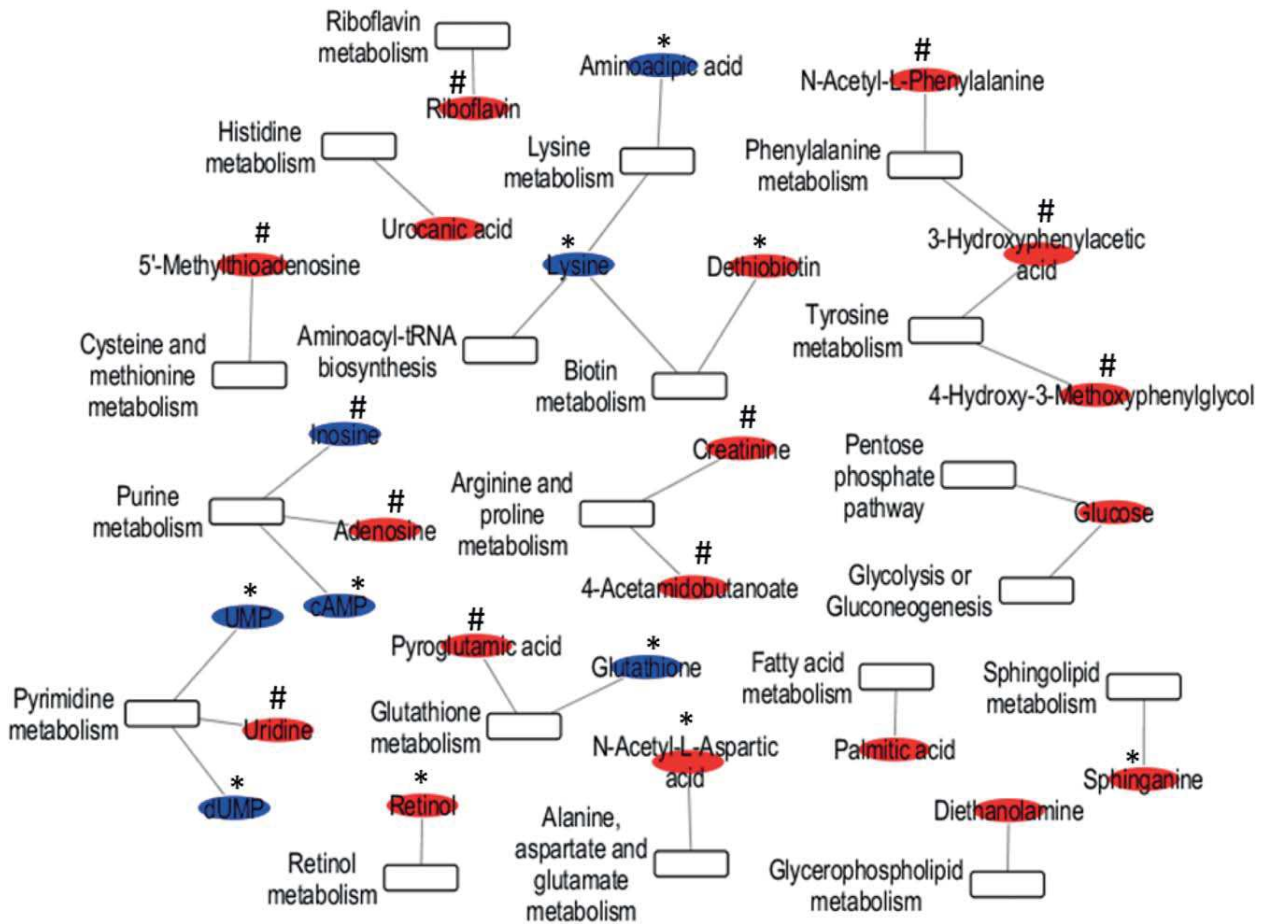 Riboflavin
metabolism
#
Riboflavin
*
Aminoadipic acid
#
N-Acetyl-L-Phenylalanine
Histidine
metabolism
Urocanic acid
Lysine
metabolism
Phenylalanine
metabolism
#
5'-Methylthioadenosine
*
Lysine
*
Dethiobiotin
#
3-Hydroxyphenylacetic
acid
Cysteine and
methionine
metabolism
Aminoacyl-tRNA
biosynthesis
Biotin
metabolism
Tyrosine
metabolism
#
4-Hydroxy-3-Methoxyphenylglycol
#
Inosine
Purine
metabolism
#
Adenosine
*
cAMP
#
Creatinine
Arginine and
proline
metabolism
#
4-Acetamidobutanoate
Pentose
phosphate
pathway
Glucose
Glycolysis or
Gluconeogenesis
*
UMP
Pyrimidine
metabolism
#
Uridine
*
dUMP
#
Pyroglutamic acid
*
Glutathione
Glutathione
metabolism
Fatty acid
metabolism
Palmitic acid
Sphingolipid
metabolism
*
Sphinganine
*
Retinol
Retinol
metabolism
*
N-Acetyl-L-Aspartic
acid
Alanine,
aspartate and
glutamate
metabolism
Diethanolamine
Glycerophospholipid
metabolism